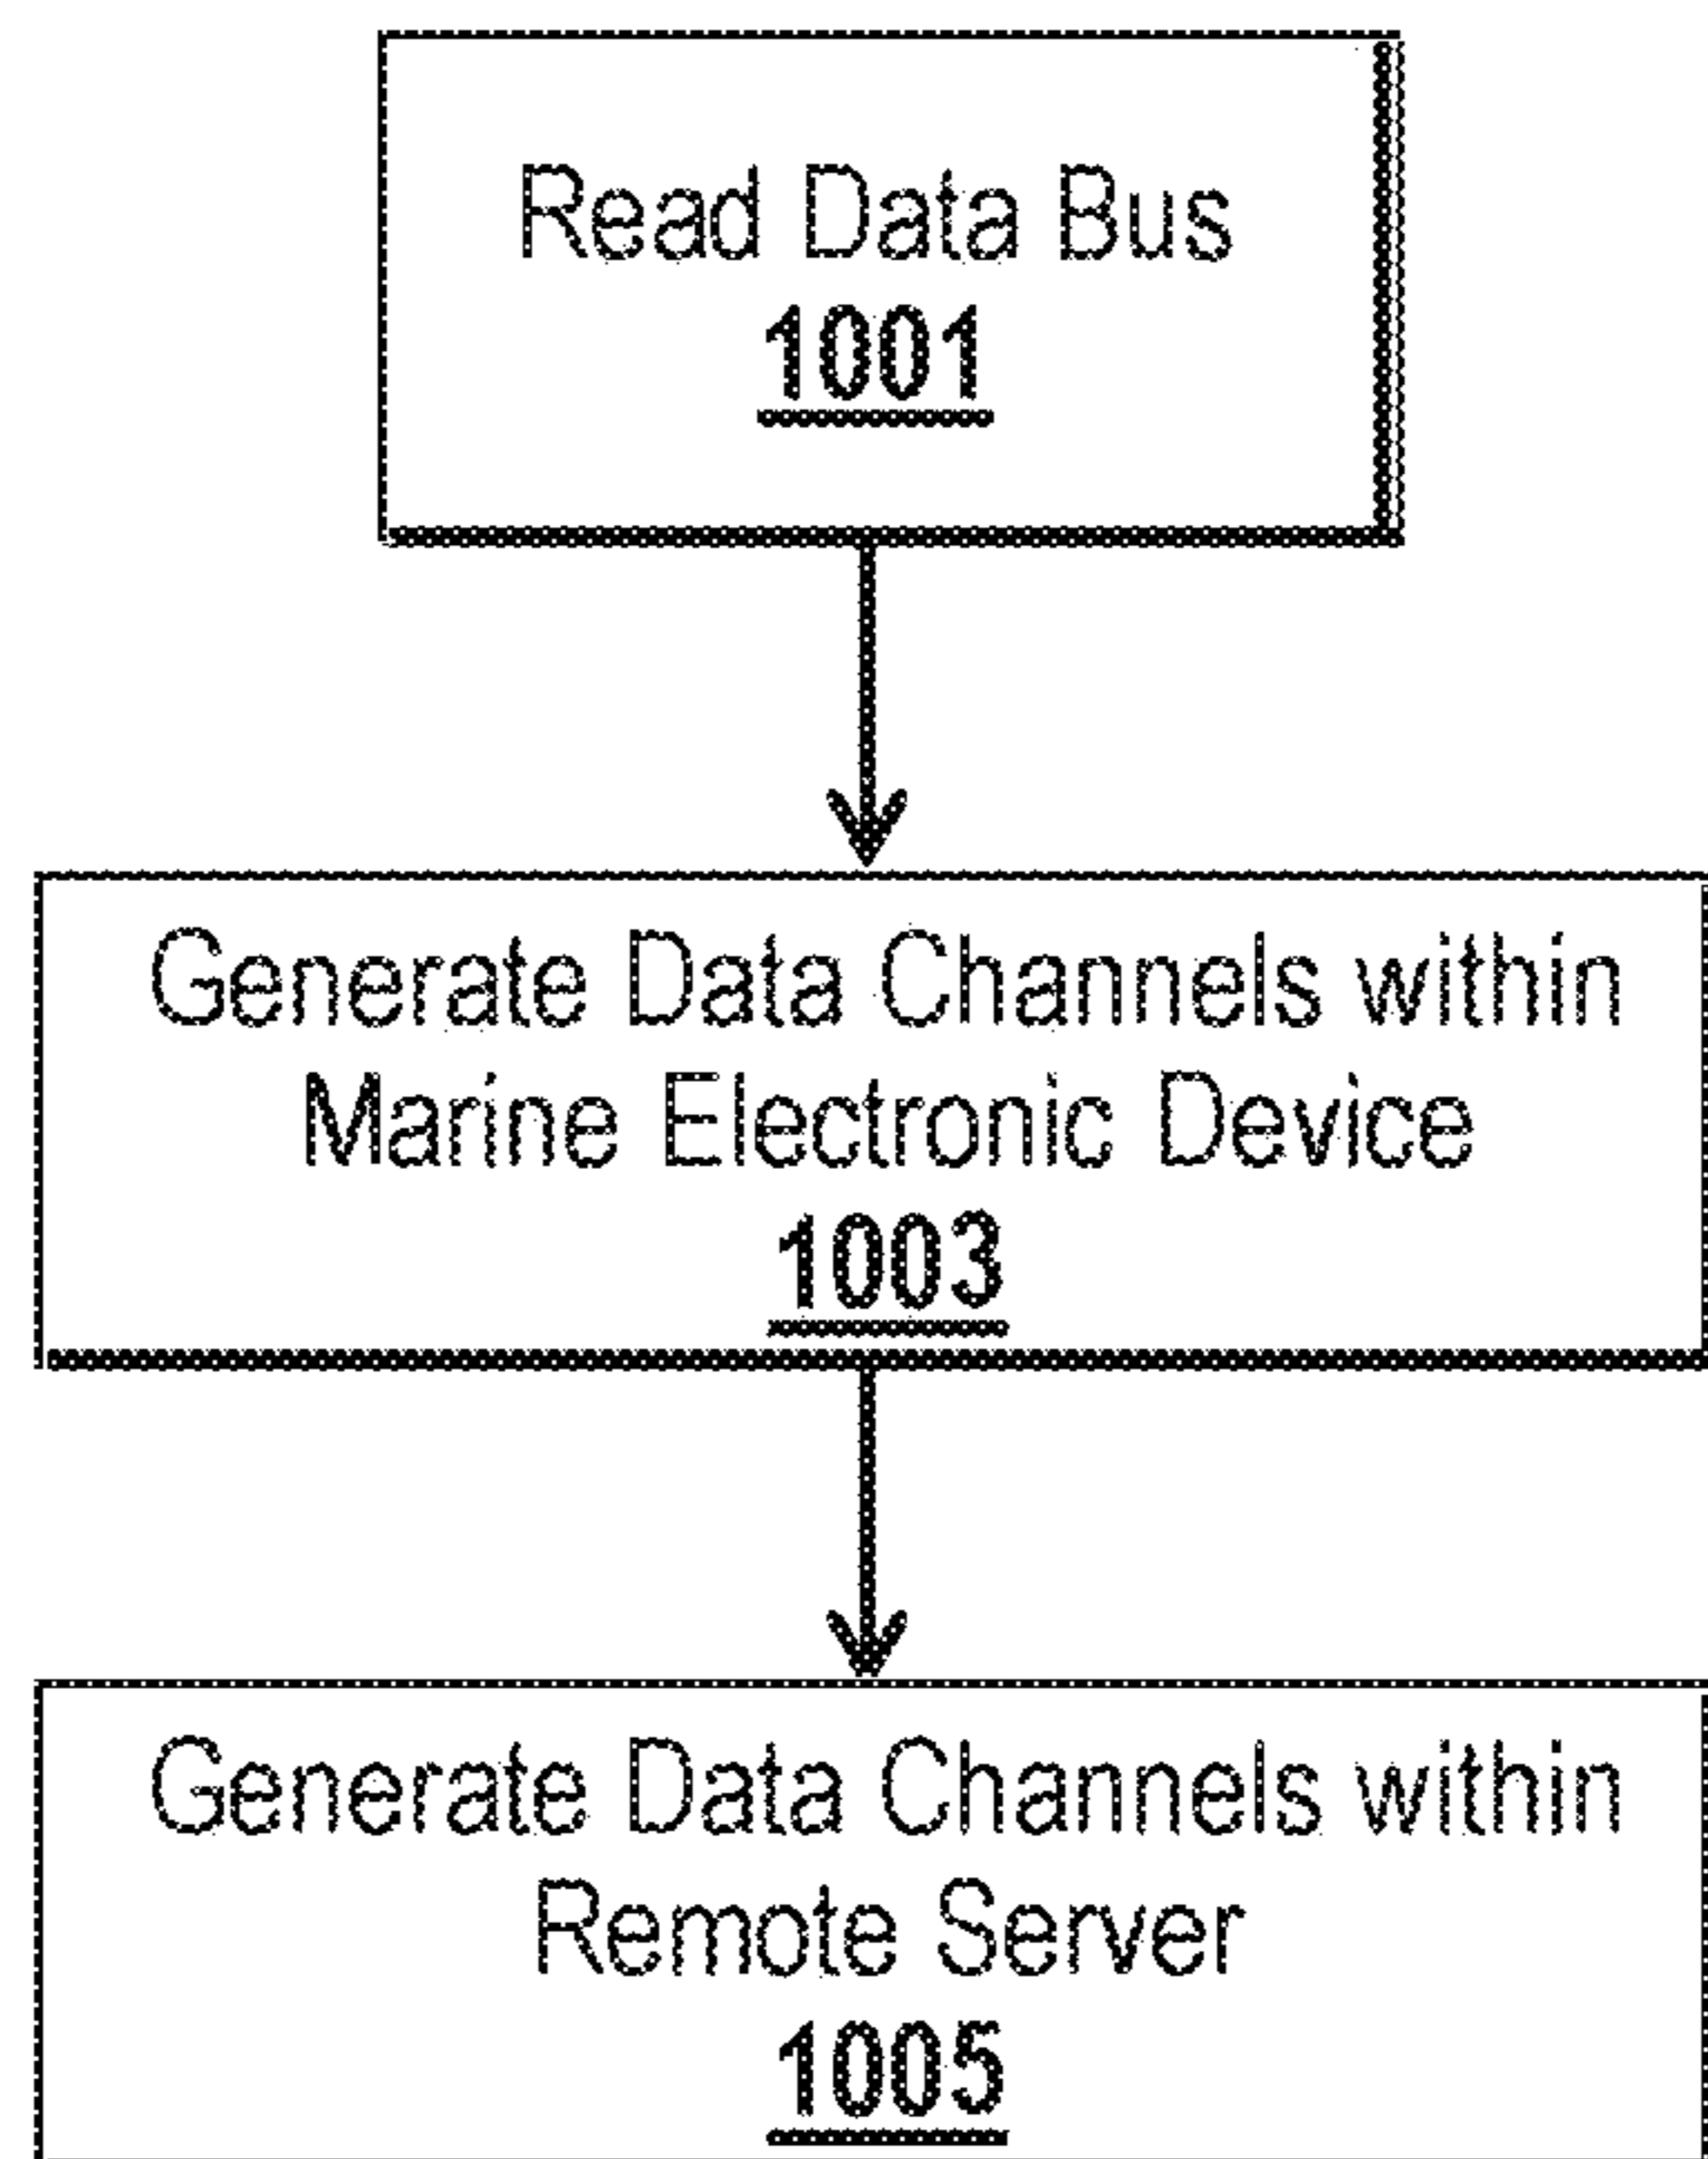 Read Data Bus
1001
Generate Data Channels within
Marine Electronic Device
1003
Generate Data Channels within
Remote Server
1005